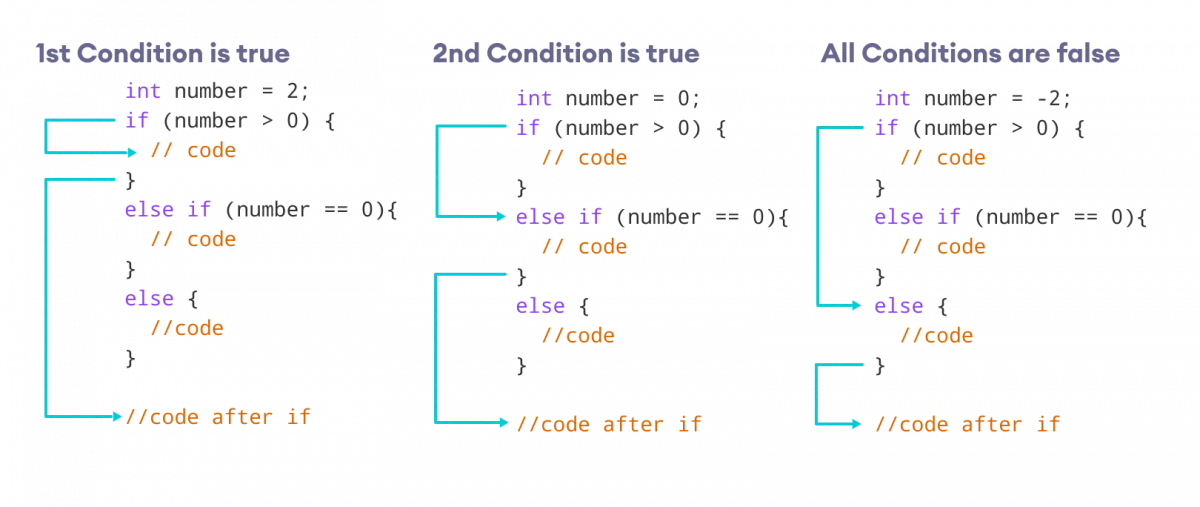 1st Condition is true
int number = 2;
if (number > 0) {
// code
}
else if (number == 0){
// code
}
else {
//code
}
//code after if
2nd Condition is true
int number = 0;
if (number > 0) {
// code
}
else if (number == 0){
// code
}
else {
//code
}
//code after if
All Conditions are false
int number = -2;
if (number > 0) {
// code
}
else if (number == 0){
// code
}
else {
//code
}
//code after if